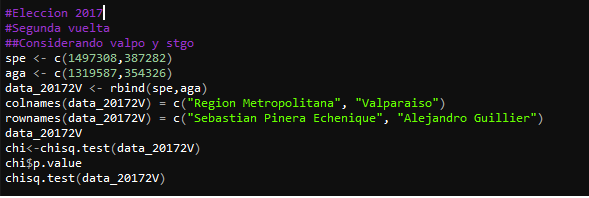 #Eleccion 2017
#Segunda vuelta
##Considerando valpo y stgo
spe <- c(1497308,387282)
aga <- c(1319587,354326)
data_20172V <- rbind(spe,aga)
colnames(data_20172V) = c("Region Metropolitana", "Valparaiso")
rownames(data_20172V) = c("Sebastian Pinera Echenique", "Alejandro Guillier")
data_20172V
chi<-chisq.test(data_20172V)
chi$p.value
chisq.test(data_20172V)